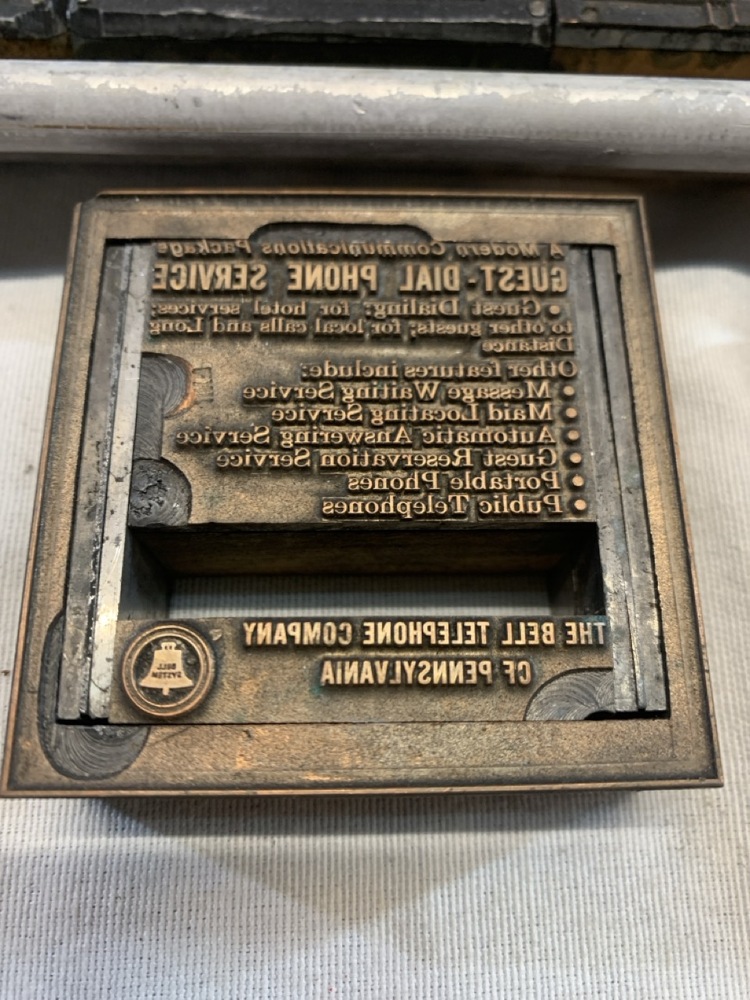 A Modern Communications Package
GUEST-DIAL PHONE SERVICE
• Guest Dialing; for hotel services;
to other guests; for local calls and Long
Distance
Other features include:
• Message Waiting Service
• Maid Locating Service
• Automatic Answering Service
• Guest Reservation Service
• Portable Phones
• Public Telephones
THE BELL TELEPHONE COMPANY
OF PENNSYLVANIA
BELL
SYSTEM